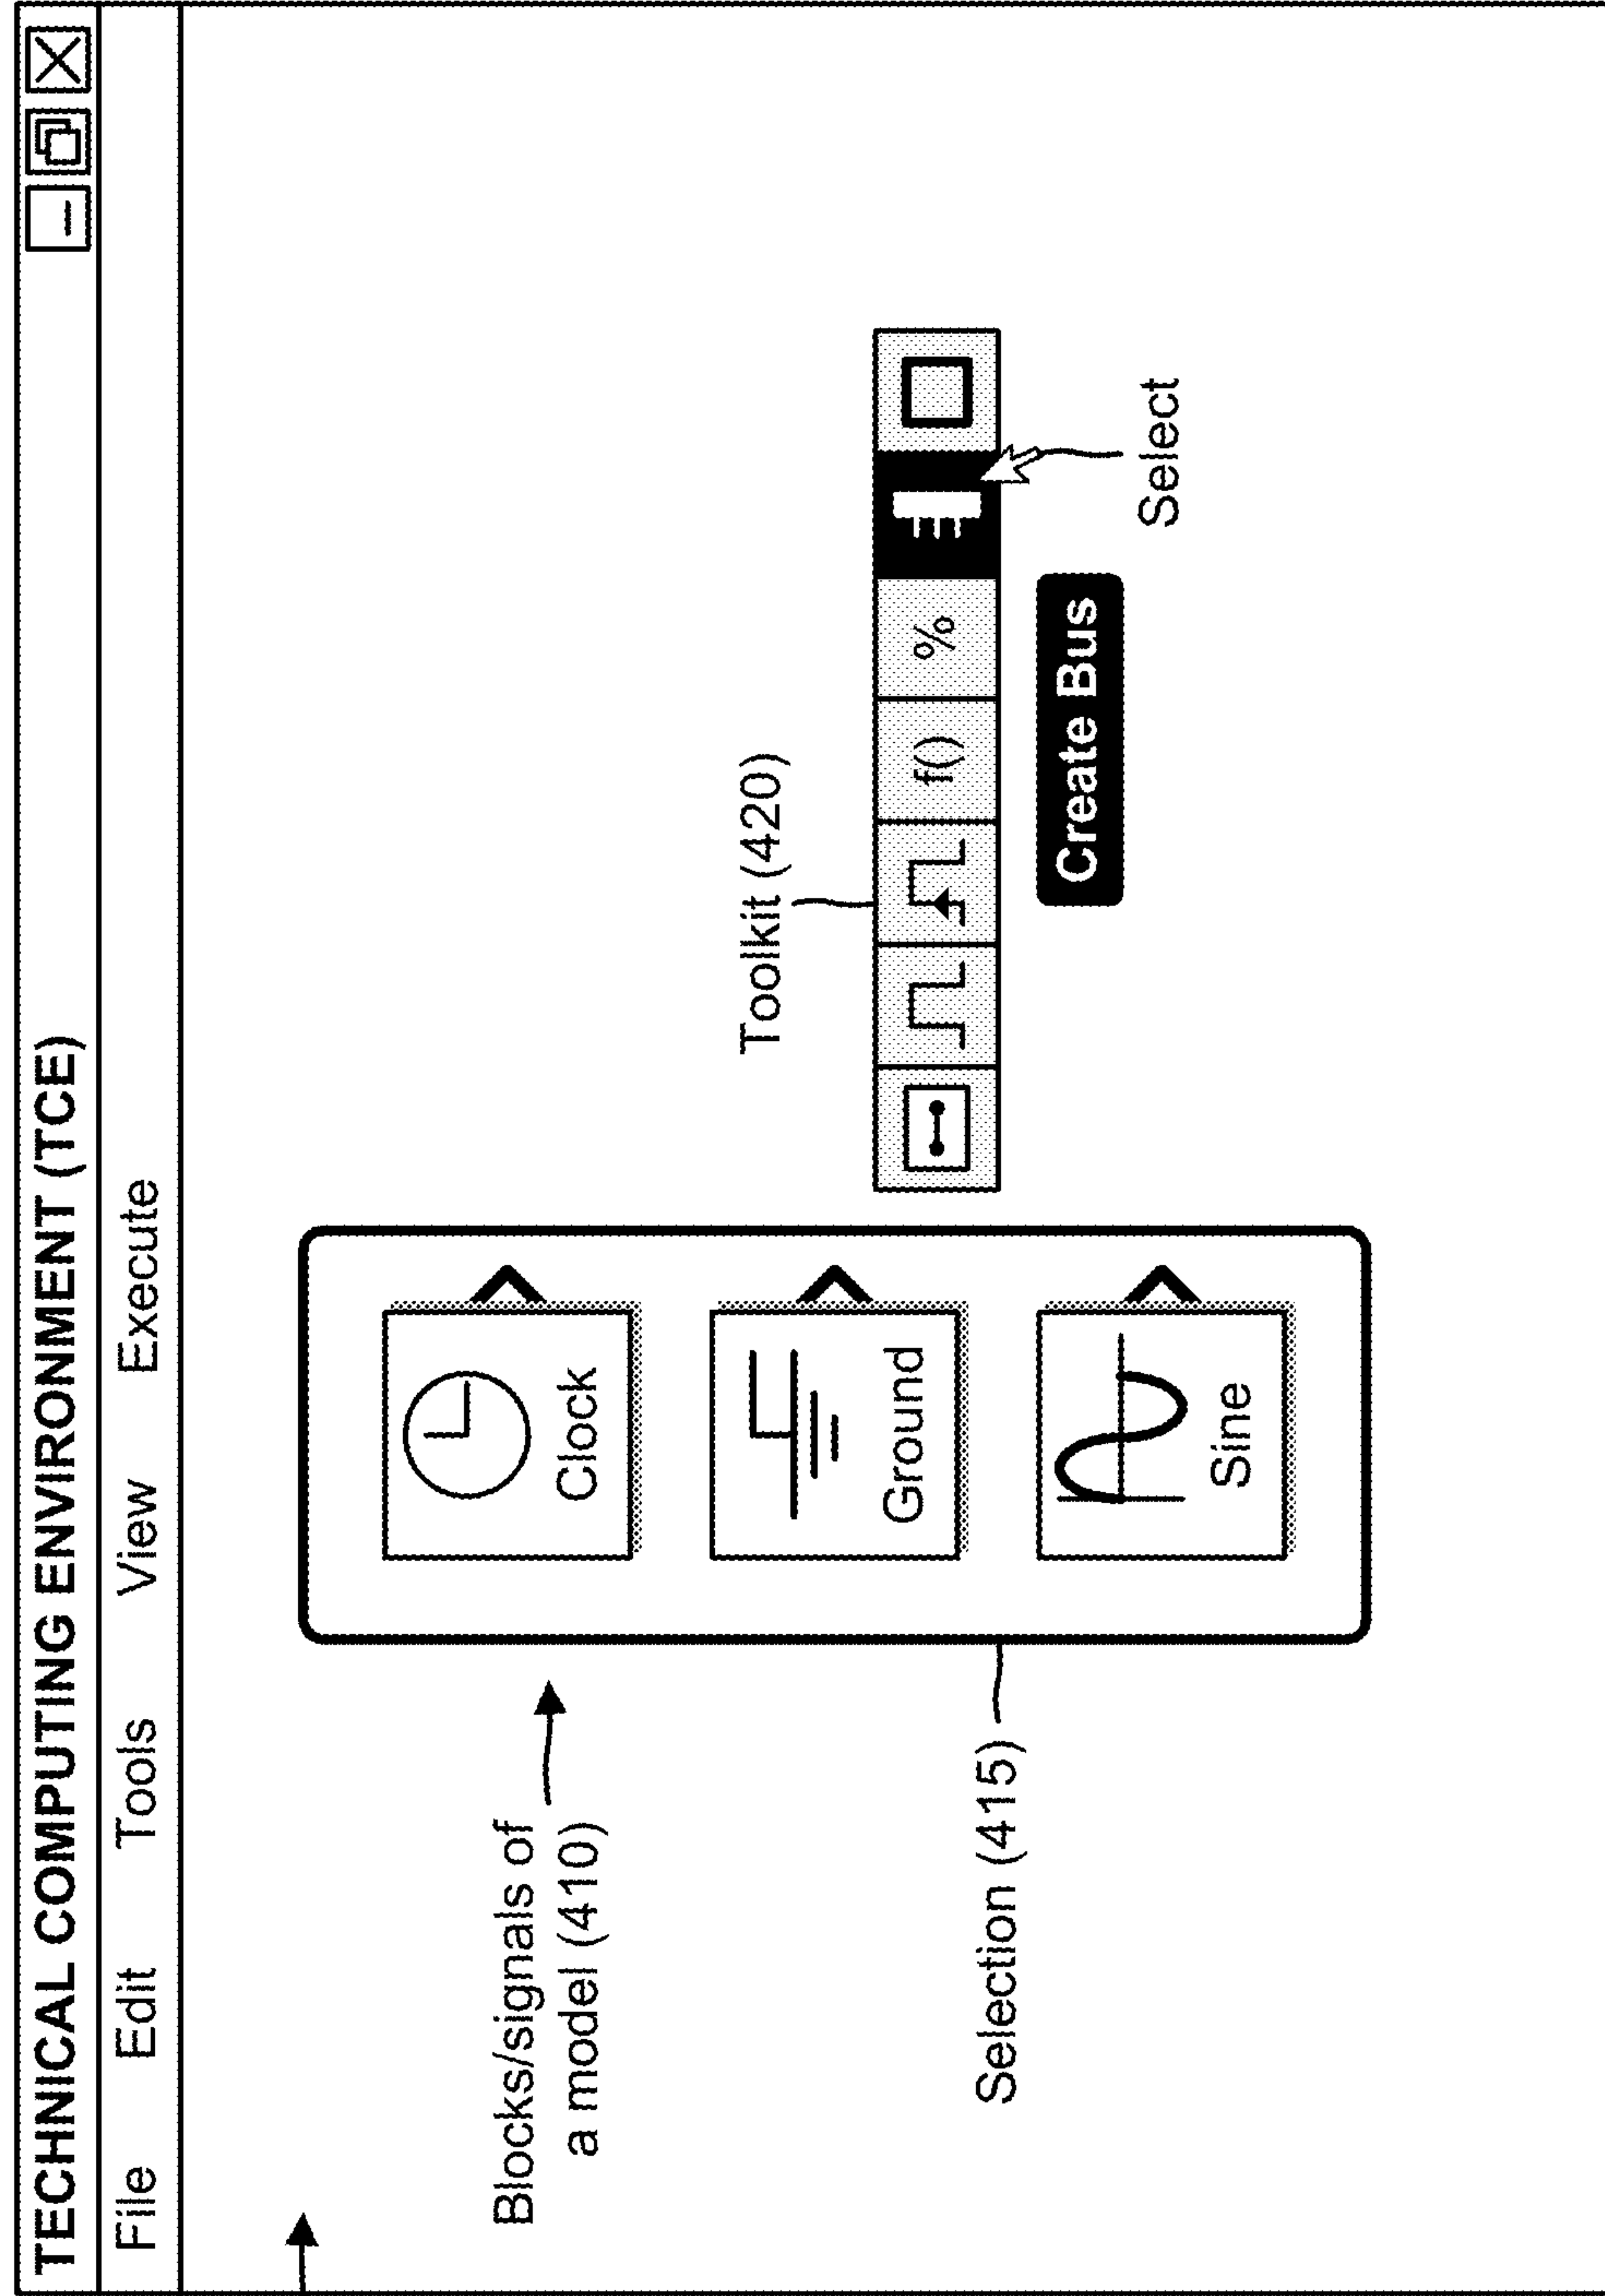 TECHNICAL COMPUTING ENVIRONMENT (TCE)
File Edit Tools View Execute
Blocks/signals of
a model (410)
Clock
Ground
Sine
Selection (415)
Toolkit (420)
f()
%
Create Bus
Select